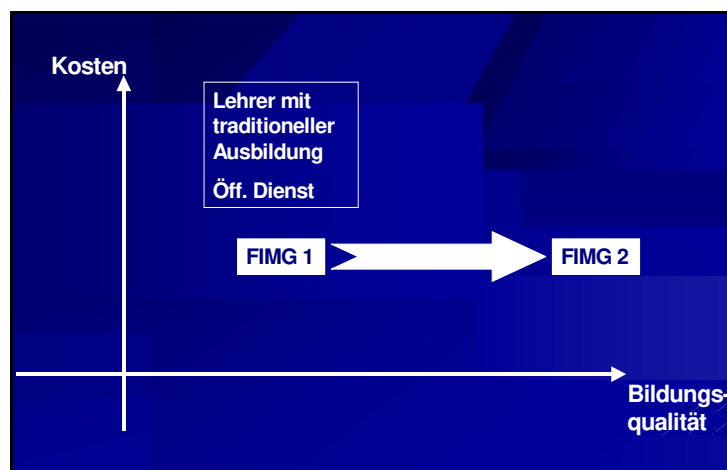 Kosten
Lehrer mit
traditioneller
Ausbildung
Öff. Dienst
FIMG 1
FIMG 2
Bildungs-
qualität